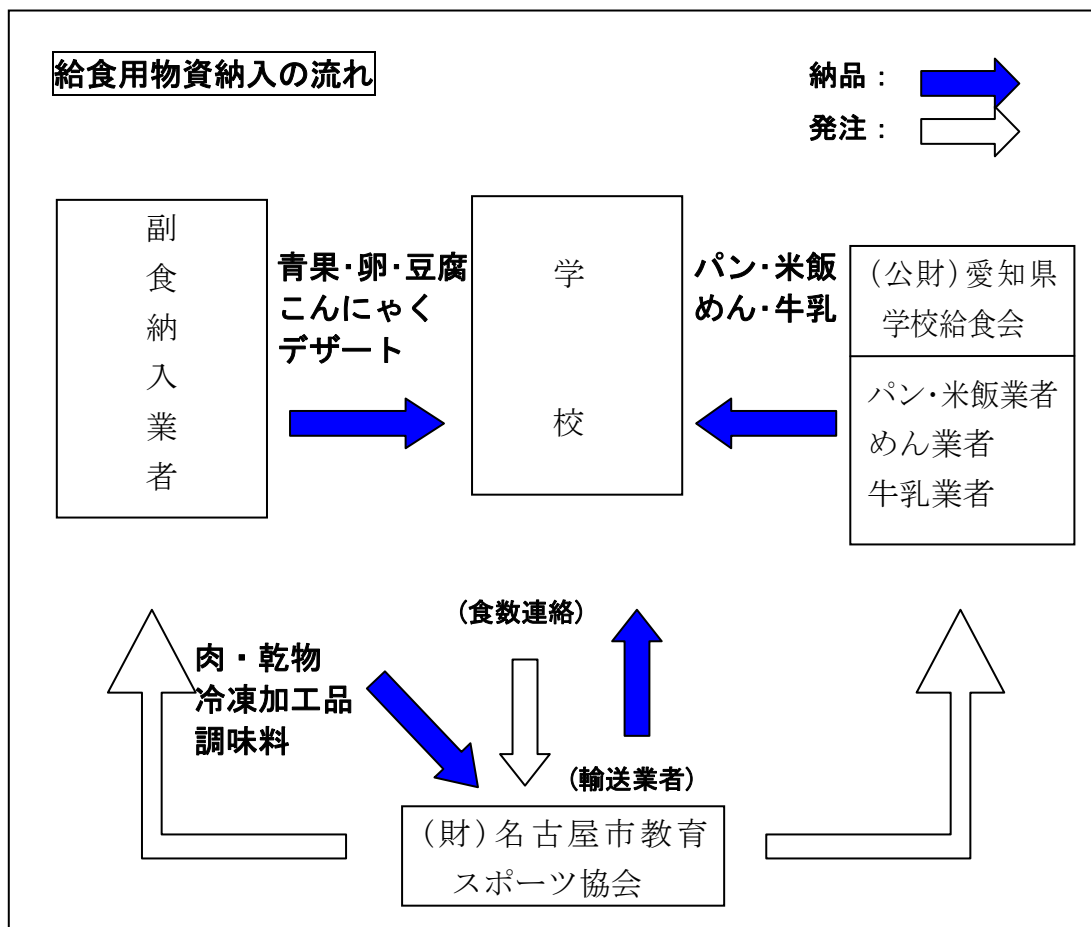 給食用物資納入の流れ
納品：
発注：
副食納入業者
青果・卵・豆腐
こんにゃく
デザート
学校
パン・米飯
めん・牛乳
(公財)愛知県
学校給食会
パン・米飯業者
めん業者
牛乳業者
(食数連絡)
肉・乾物
冷凍加工品
調味料
(輸送業者)
(財)名古屋市教育
スポーツ協会